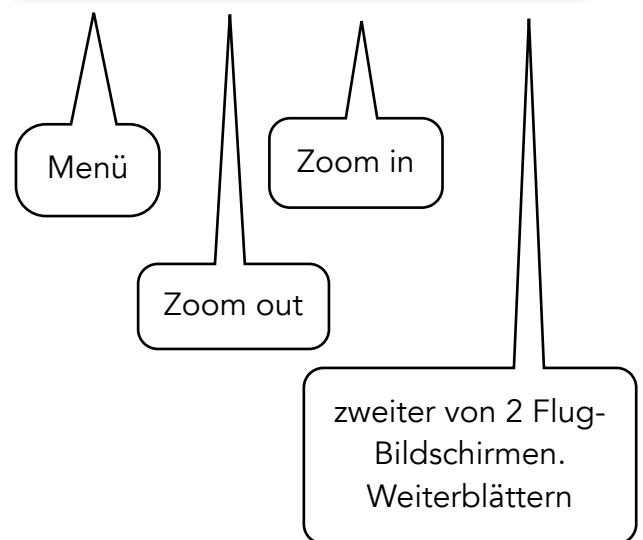 Menü
Zoom in
Zoom out
zweiter von 2 Flug-
Bildschirmen.
Weiterblättern